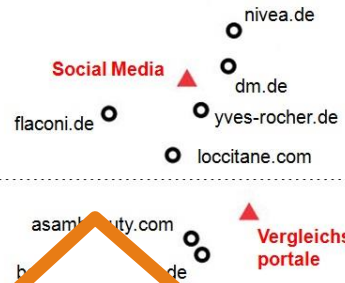 nivea.de
Social Media
dm.de
flaconi.de
yves-rocher.de
loccitane.com
Vergleichs
portale